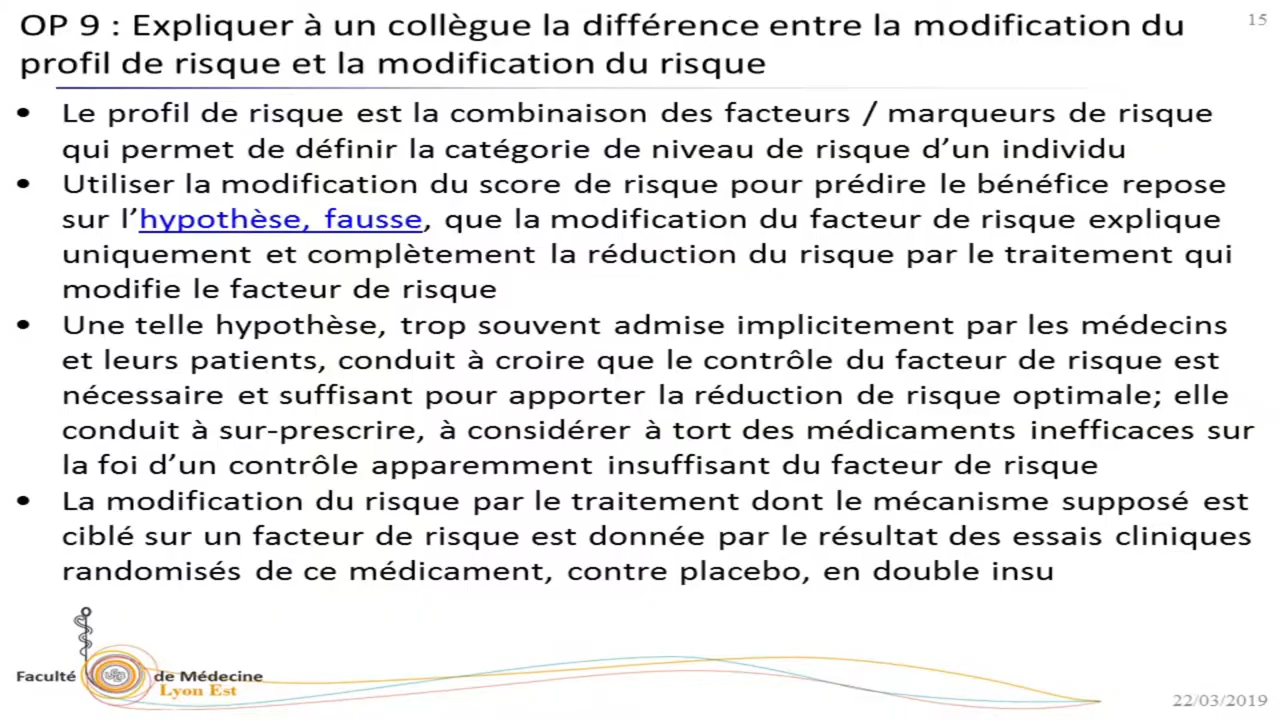 OP 9 : Expliquer à un collègue la différence entre la modification du
15
profil de risque et la modification du risque
• Le profil de risque est la combinaison des facteurs / marqueurs de risque
qui permet de définir la catégorie de niveau de risque d’un individu
• Utiliser la modification du score de risque pour prédire le bénéfice repose
sur l’hypothèse, fausse, que la modification du facteur de risque explique
uniquement et complètement la réduction du risque par le traitement qui
modifie le facteur de risque
• Une telle hypothèse, trop souvent admise implicitement par les médecins
et leurs patients, conduit à croire que le contrôle du facteur de risque est
nécessaire et suffisant pour apporter la réduction de risque optimale; elle
conduit à sur-prescrire, à considérer à tort des médicaments inefficaces sur
la foi d’un contrôle apparemment insuffisant du facteur de risque
• La modification du risque par le traitement dont le mécanisme supposé est
ciblé sur un facteur de risque est donnée par le résultat des essais cliniques
randomisés de ce médicament, contre placebo, en double insu
Faculté de Médecine
Lyon Est
22/03/2019